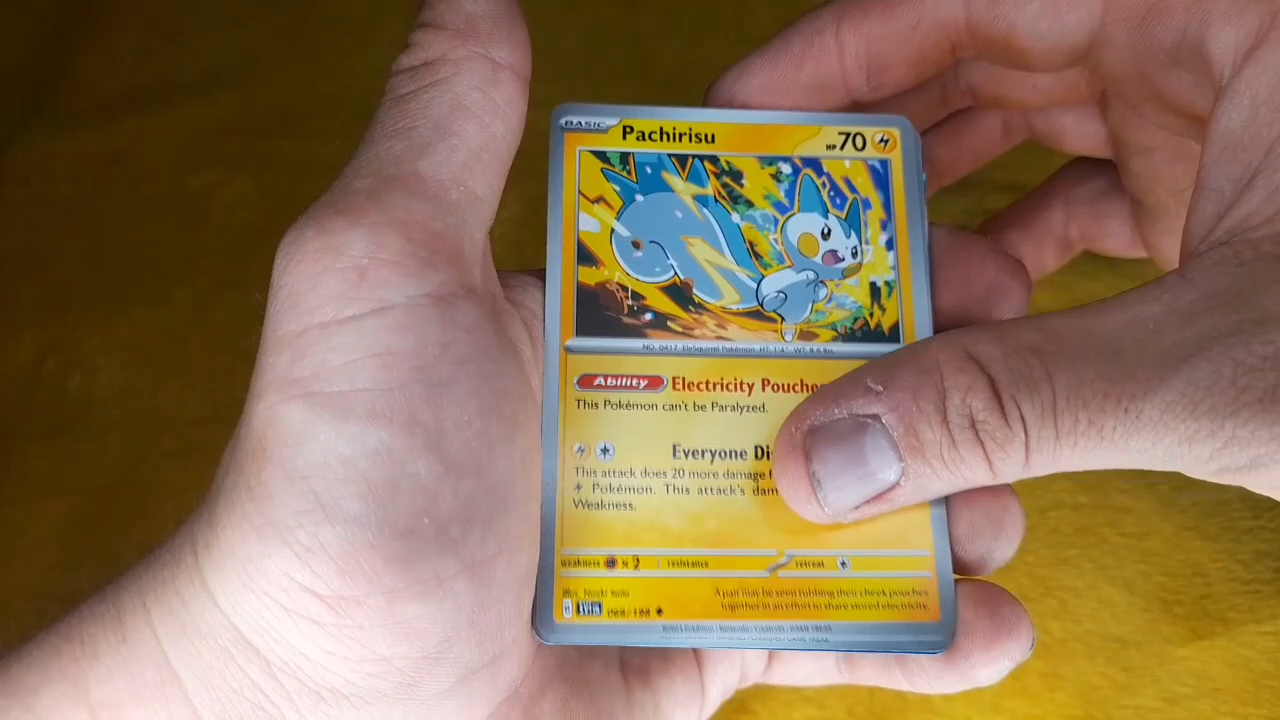 BASIC Pachirisu HP 70
NO. 0417 EleSquirrel Pokémon HT: 1'4" WT: 8.6 lbs.
Ability Electricity Pouches
This Pokémon can't be Paralyzed.
Everyone Di
This attack does 20 more damage f
Pokémon. This attack's dam
Weakness.
weakness x2 resistance retreat
A pair may be seen rubbing their cheek pouches
together in an effort to share stored electricity.